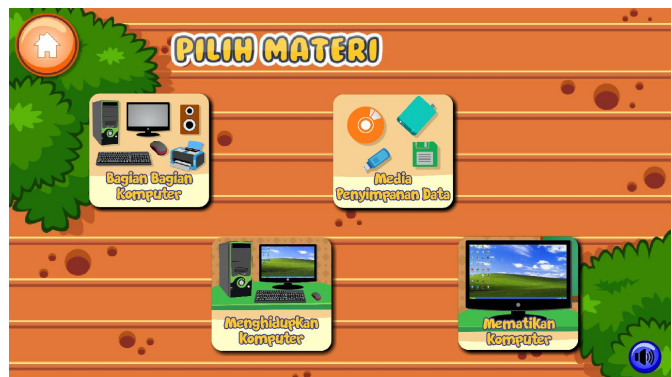 PILIH MATERI
Bagian Bagian
Komputer
Media
Penyimpanan Data
Menghidupkan
Komputer
Mematikan
Komputer